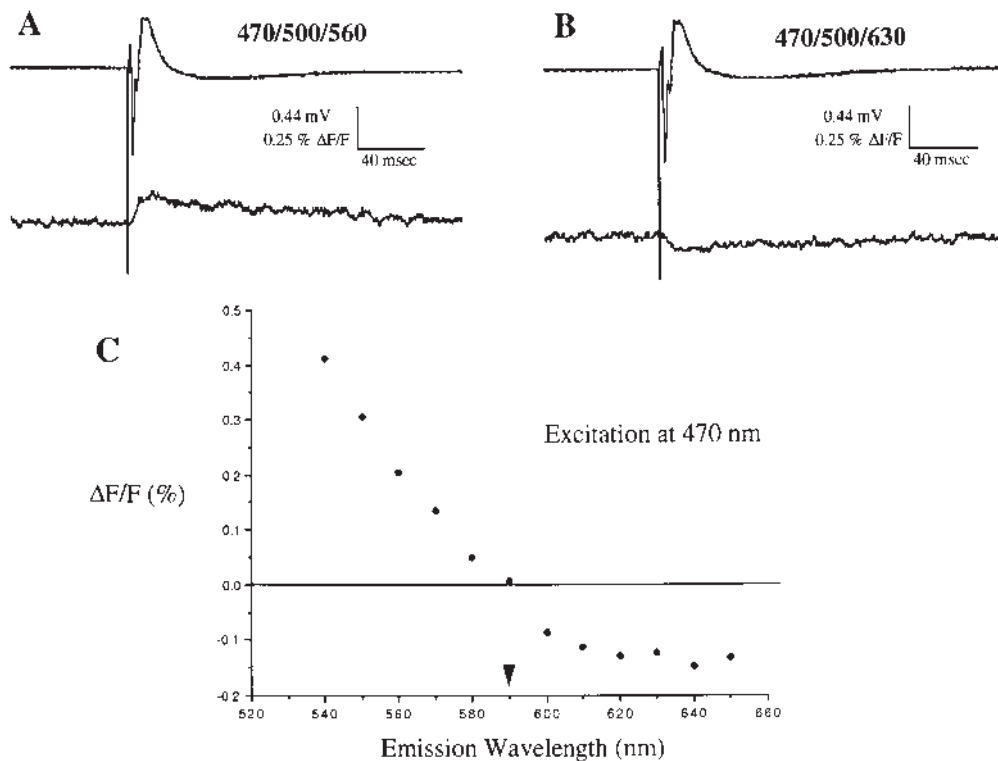 A
470/500/560
0.44 mV
0.25 % ΔF/F
40 msec
B
470/500/630
0.44 mV
0.25 % ΔF/F
40 msec
C
0.5
0.4
0.3
0.2
0.1
0.0
-0.1
-0.2
ΔF/F (%)
Excitation at 470 nm
520 540 560 580 600 620 640 660
Emission Wavelength (nm)